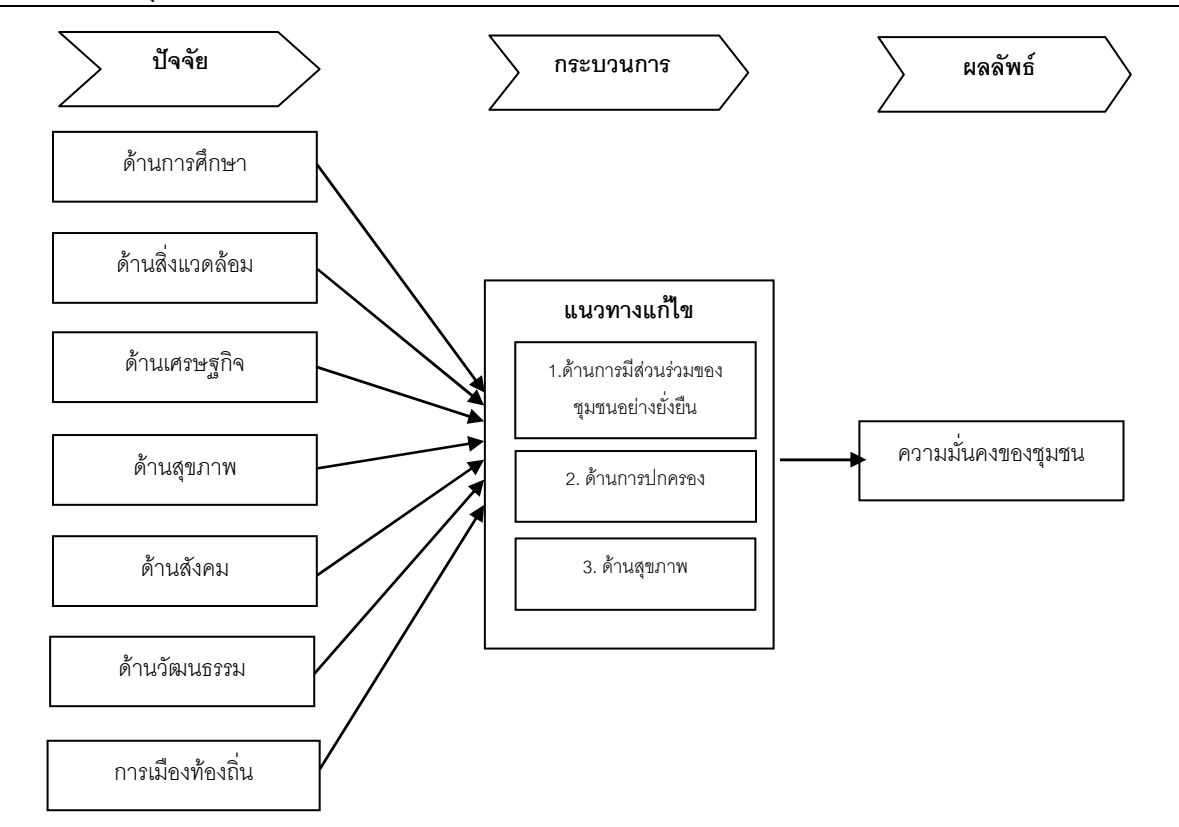 ปัจจัย
กระบวนการ
ผลลัพธ์
ด้านการศึกษา
ด้านสิ่งแวดล้อม
ด้านเศรษฐกิจ
ด้านสุขภาพ
ด้านสังคม
ด้านวัฒนธรรม
การเมืองท้องถิ่น
แนวทางแก้ไข
1.ด้านการมีส่วนร่วมของ
ชุมชนอย่างยั่งยืน
2. ด้านการปกครอง
3. ด้านสุขภาพ
ความมั่นคงของชุมชน